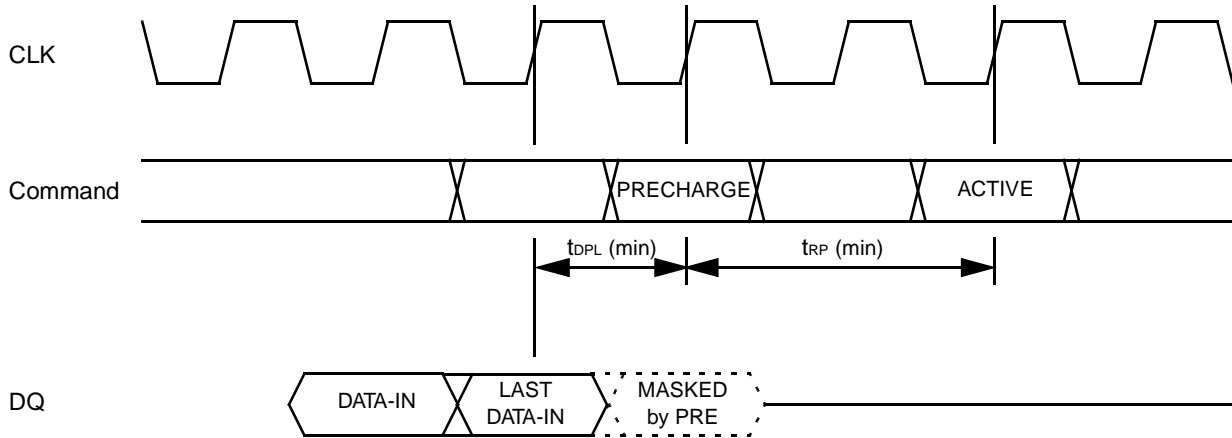 CLK
Command
PRECHARGE
ACTIVE
tDPL (min)
tRP (min)
DQ
DATA-IN
LAST
DATA-IN
MASKED
by PRE